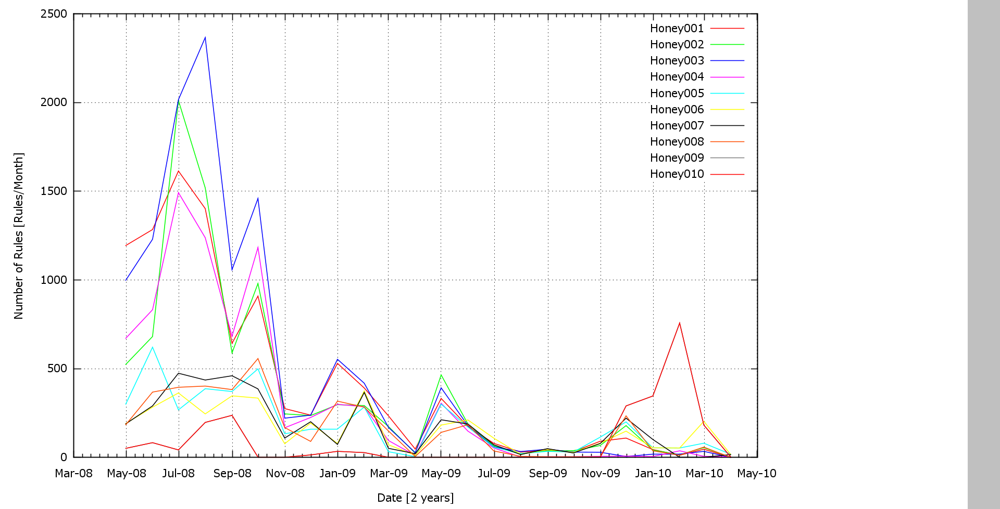 2500
2000
1500
1000
500
0
Number of Rules [Rules/Month]
Honey001
Honey002
Honey003
Honey004
Honey005
Honey006
Honey007
Honey008
Honey009
Honey010
Mar-08 May-08 Jul-08 Sep-08 Nov-08 Jan-09 Mar-09 May-09 Jul-09 Sep-09 Nov-09 Jan-10 Mar-10 May-10
Date [2 years]